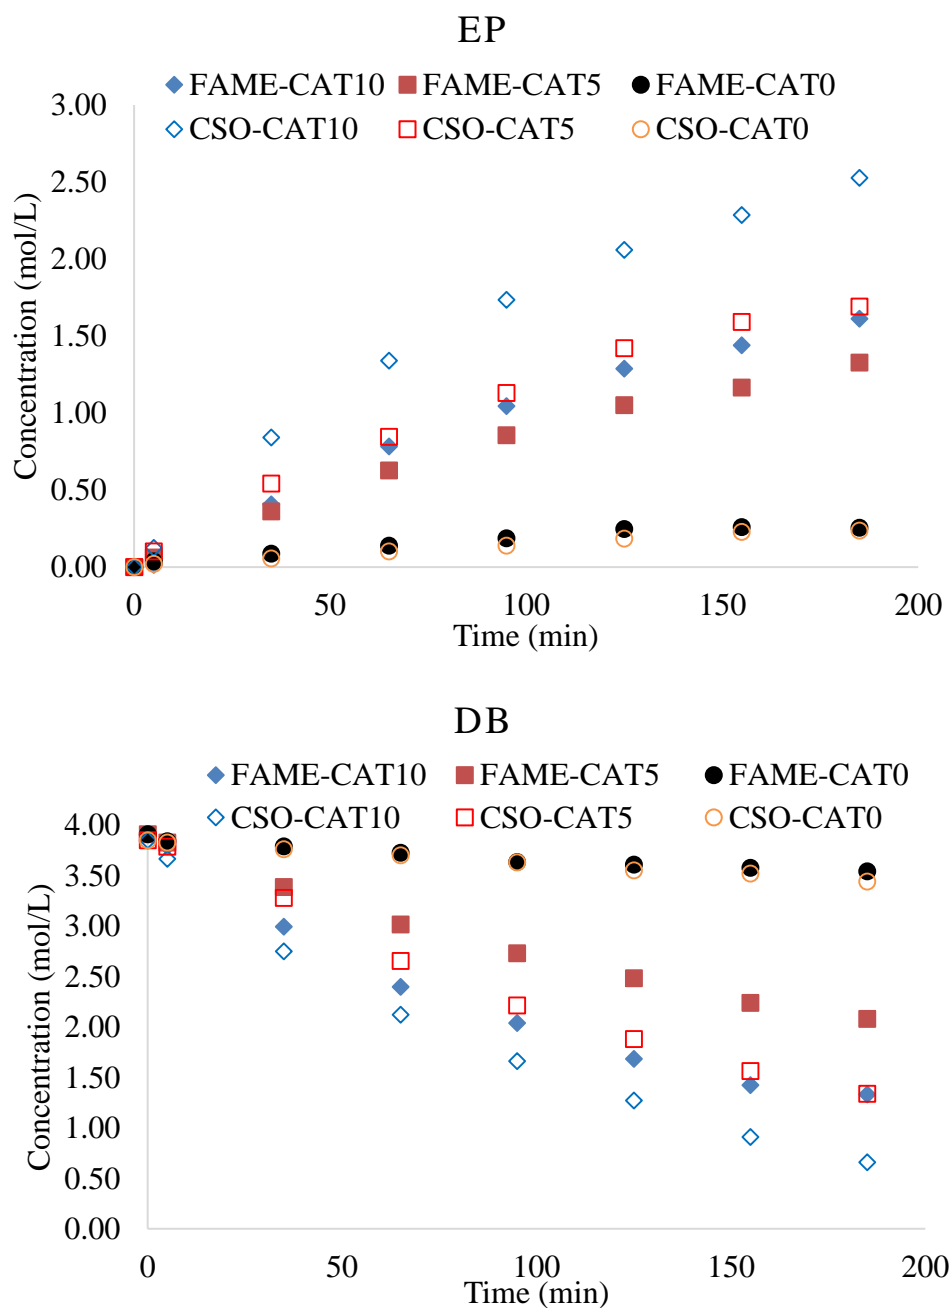 EP
FAME-CAT10 FAME-CAT5 FAME-CAT0
CSO-CAT10 CSO-CAT5 CSO-CAT0
3.00
2.50
2.00
1.50
1.00
0.50
0.00
Concentration (mol/L)
0 50 100 150 200
Time (min)
DB
FAME-CAT10 FAME-CAT5 FAME-CAT0
CSO-CAT10 CSO-CAT5 CSO-CAT0
4.00
3.50
3.00
2.50
2.00
1.50
1.00
0.50
0.00
Concentration (mol/L)
0 50 100 150 200
Time (min)